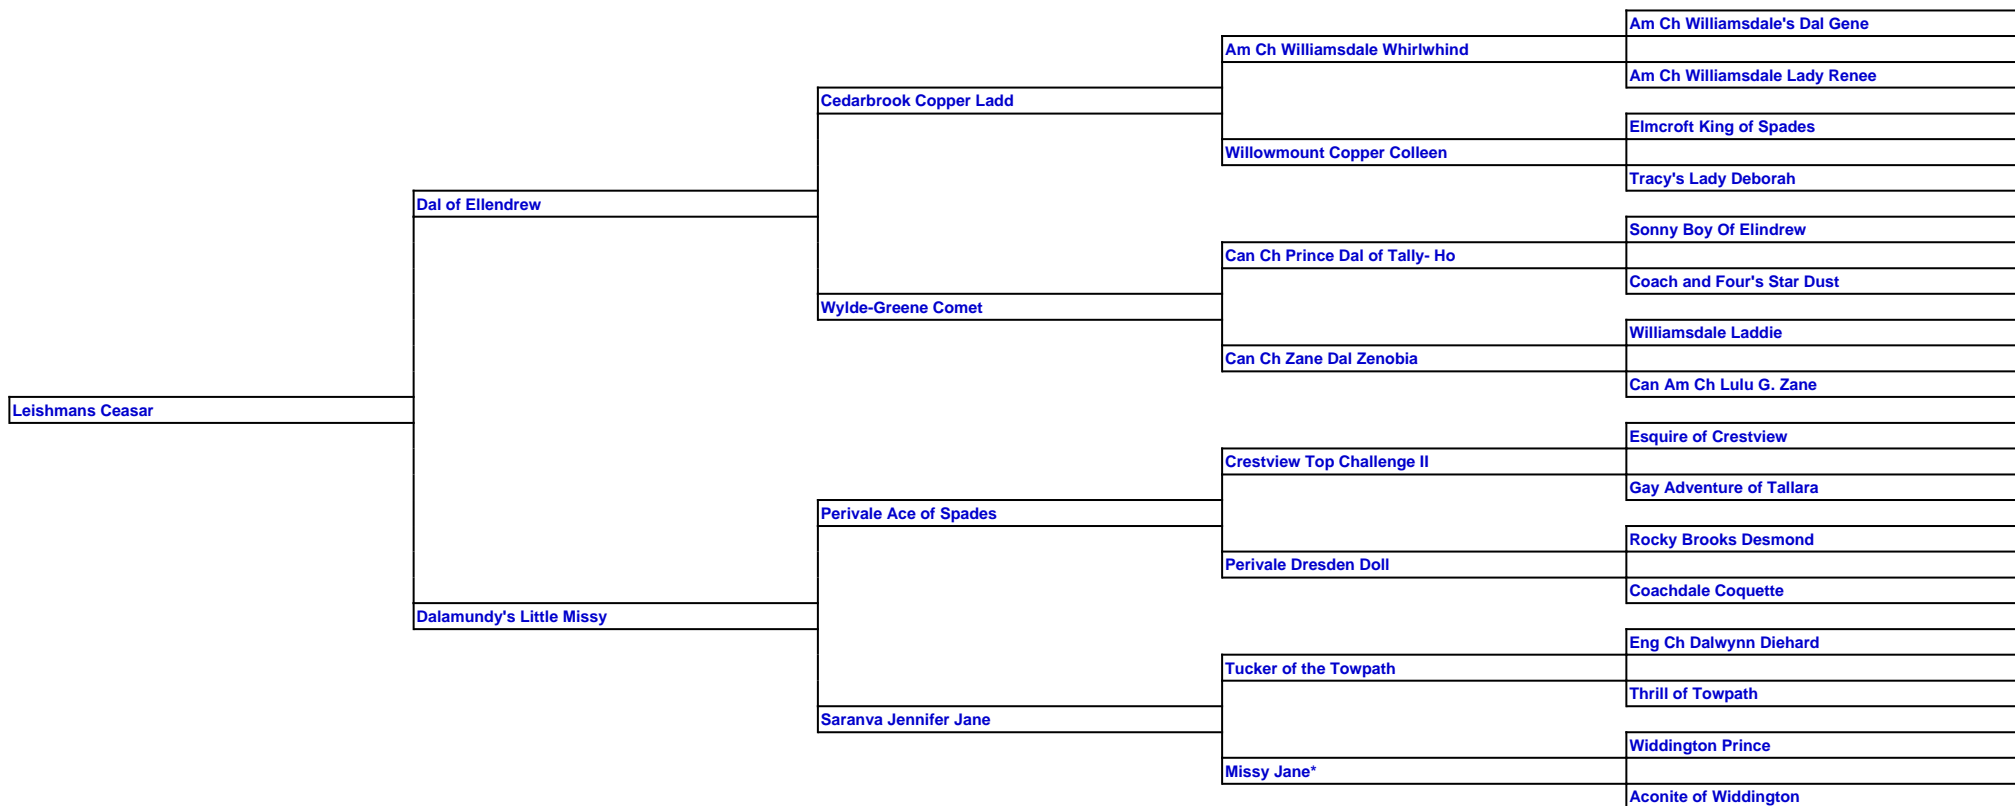 Am Ch Williamsdale's Dal Gene
Am Ch Williamsdale Whirlwhind
Am Ch Williamsdale Lady Renee
Cedarbrook Copper Ladd
Elmcroft King of Spades
Willowmount Copper Colleen
Tracy's Lady Deborah
Dal of Ellendrew
Sonny Boy Of Elindrew
Can Ch Prince Dal of Tally- Ho
Coach and Four's Star Dust
Wylde-Greene Comet
Williamsdale Laddie
Can Ch Zane Dal Zenobia
Can Am Ch Lulu G. Zane
Leishmans Ceasar
Esquire of Crestview
Crestview Top Challenge II
Gay Adventure of Tallara
Perivale Ace of Spades
Rocky Brooks Desmond
Perivale Dresden Doll
Coachdale Coquette
Dalamundy's Little Missy
Eng Ch Dalwynn Diehard
Tucker of the Towpath
Thrill of Towpath
Saranva Jennifer Jane
Widdington Prince
Missy Jane*
Aconite of Widdington